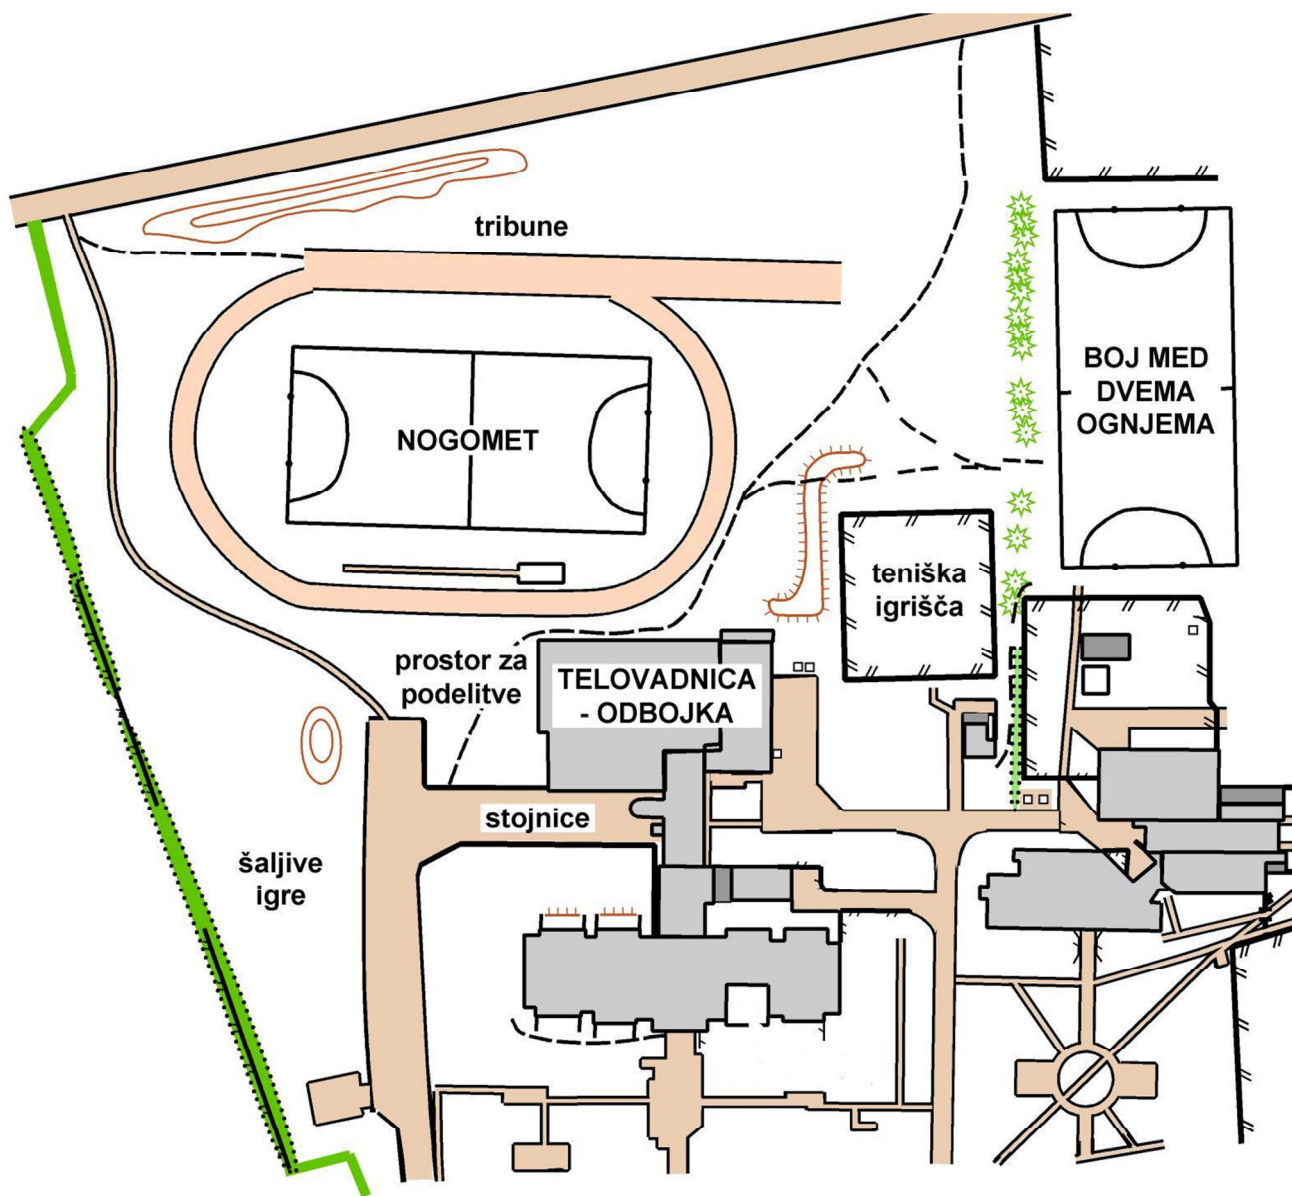 tribune
BOJ MED
DVEMA
OGNJEMA
NOGOMET
teniška
igrišča
prostor za
podelitve
TELOVADNICA
- ODBOJKA
stojnice
šaljive
igre